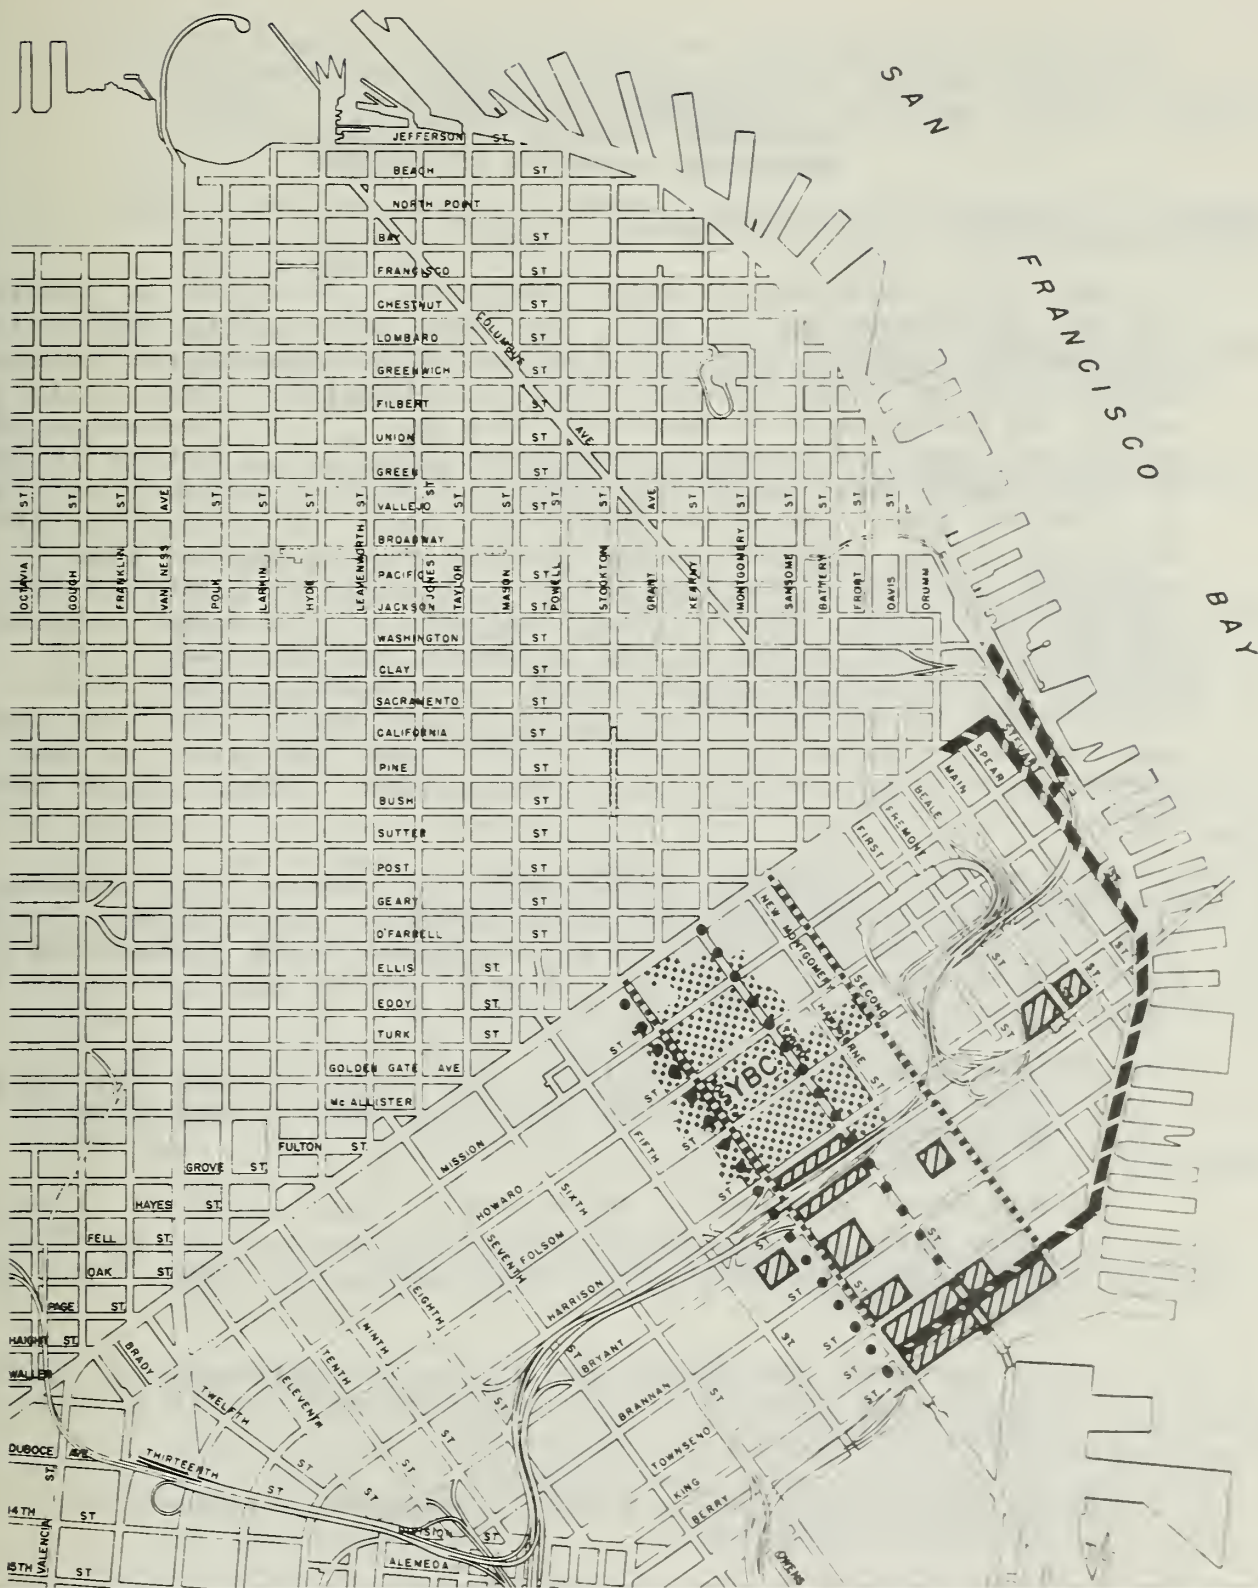 SAN
FRANCISCO
BAY
JEFFERSON ST.
BEACH ST
NORTH POINT
BAY ST
FRANCISCO ST
CHESTNUT ST
LOMBARD ST
GREENWICH ST
FILBERT ST
UNION ST
GREEN ST
COLUMBUS AVE
ST ST ST AVE ST ST ST ST ST ST ST ST ST AVE ST ST ST ST ST ST
VALLEJO ST
BROADWAY
PACIFIC ST
JACKSON ST
OCTAVIA
GOUGH
FRANKLIN
VAN NESS
POLK
LARKIN
HYDE
LEAVENWORTH
JONES
TAYLOR
MASON
POWELL
STOCKTON
GRANT
KEARNY
MONTGOMERY
SANSOME
BATTERY
FRONT
DAVIS
DRUMM
WASHINGTON ST
CLAY ST
SACRAMENTO ST
CALIFORNIA ST
PINE ST
BUSH ST
SUTTER ST
POST ST
GEARY ST
O'FARRELL ST
ELLIS ST.
EDDY ST.
TURK ST
GOLDEN GATE AVE
Mc ALLISTER
FULTON ST.
GROVE ST.
HAYES ST.
FELL ST.
OAK ST.
PAGE ST.
HAIGHT ST.
WALLER
DUBOCE AVE.
14TH ST
15TH ST
VALENCIA ST.
STEUART
SPEAR
MAIN
BEALE
FREMONT
FIRST
SECOND
NEW MONTGOMERY
HAWTHORNE ST
THIRD
YBC
FIFTH
SIXTH
SEVENTH
EIGHTH
NINTH
TENTH
ELEVENTH
TWELFTH
BRADY
THIRTEENTH
MISSION
HOWARD
FOLSOM
HARRISON
BRYANT
BRANNAN
TOWNSEND
KING
BERRY
DIVISION ST
ALEMEDA
OWENS